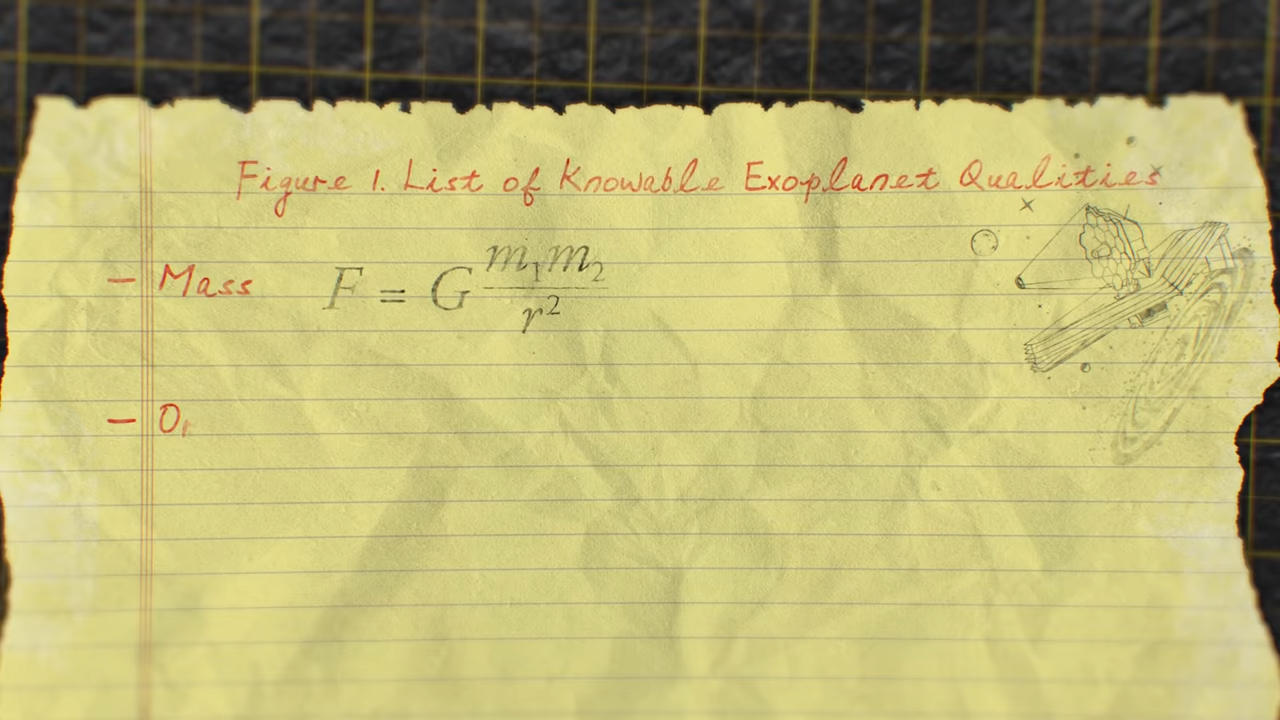 Figure 1. List of Knowable Exoplanet Qualities
- Mass F = G m₁m₂ / r²
- O